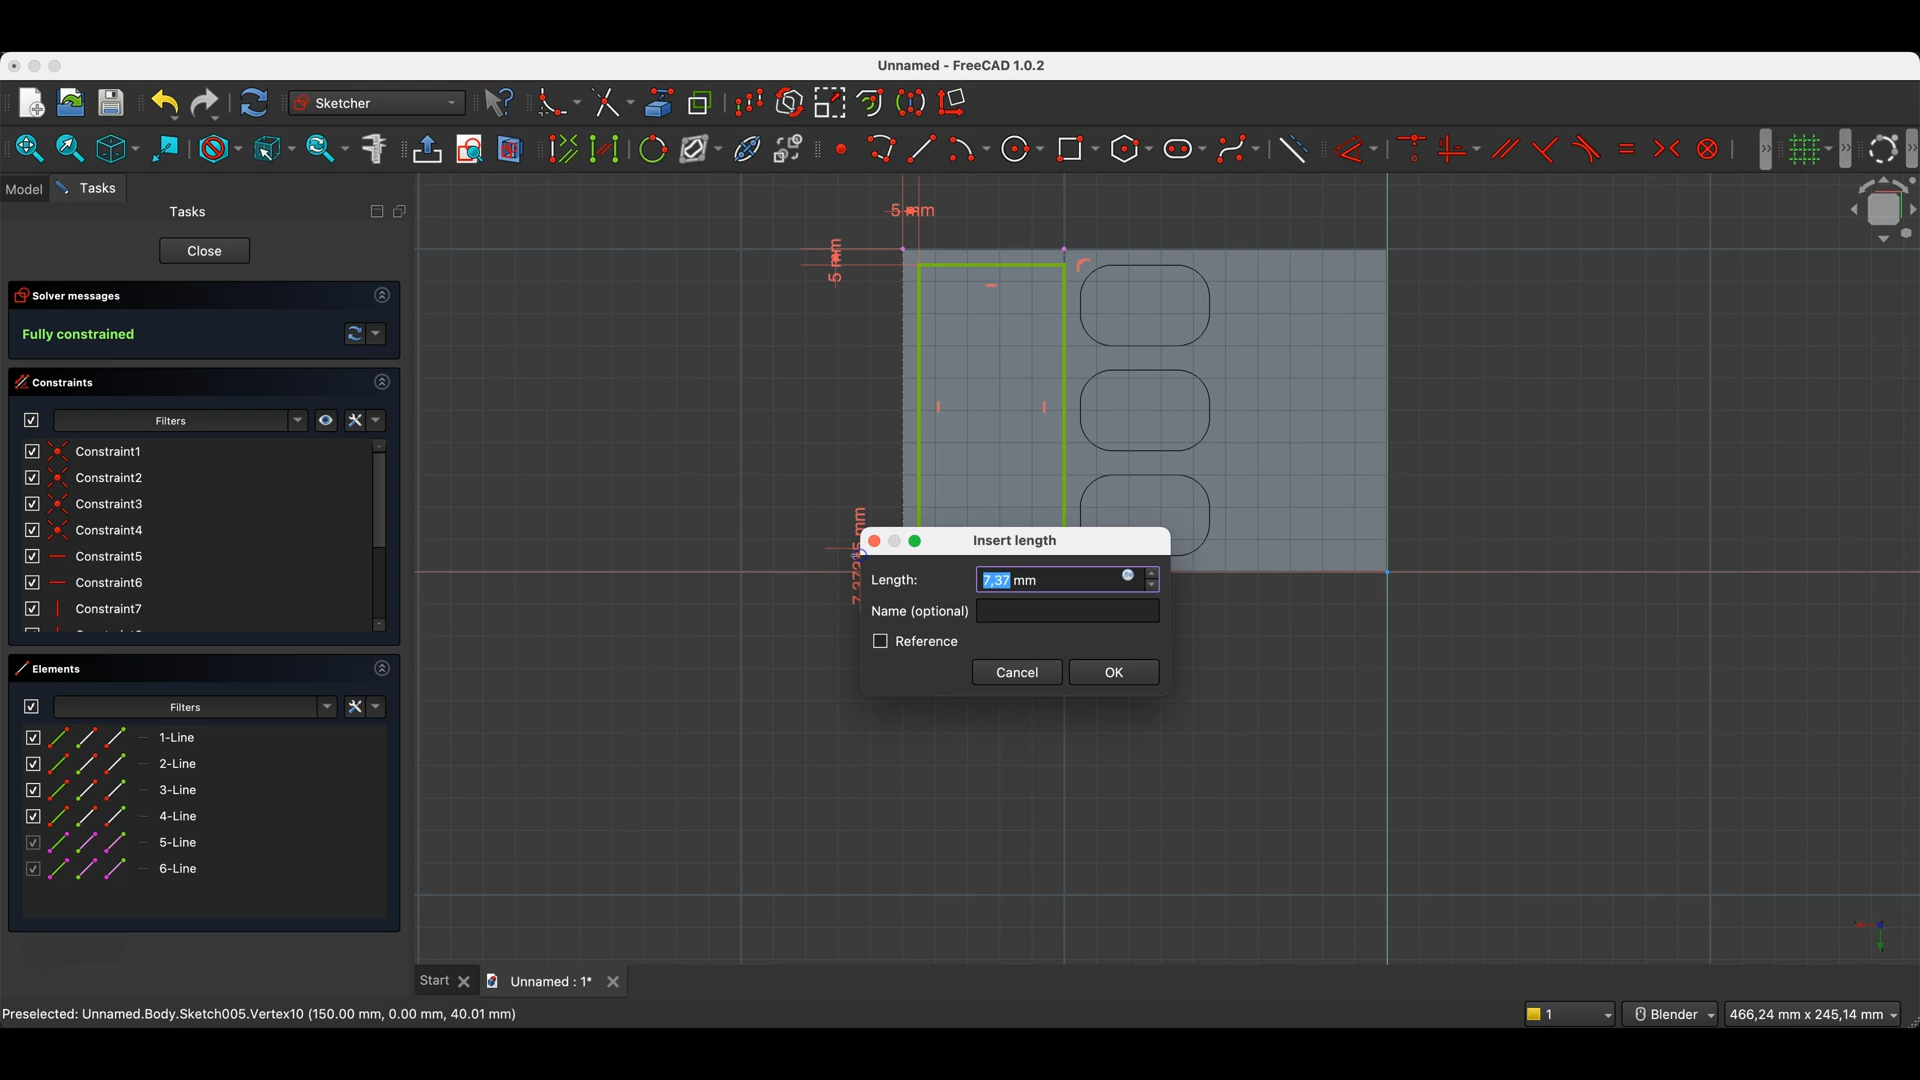 Unnamed - FreeCAD 1.0.2
Sketcher
Model
Tasks
Tasks
Close
Solver messages
Fully constrained
Constraints
Filters
Constraint1
Constraint2
Constraint3
Constraint4
Constraint5
Constraint6
Constraint7
Elements
Filters
1-Line
2-Line
3-Line
4-Line
5-Line
6-Line
5 mm
5 mm
Insert length
Length:
7,37 mm
Name (optional)
Reference
Cancel
OK
Start
Unnamed : 1*
Preselected: Unnamed.Body.Sketch005.Vertex10 (150.00 mm, 0.00 mm, 40.01 mm)
1
Blender
466,24 mm x 245,14 mm